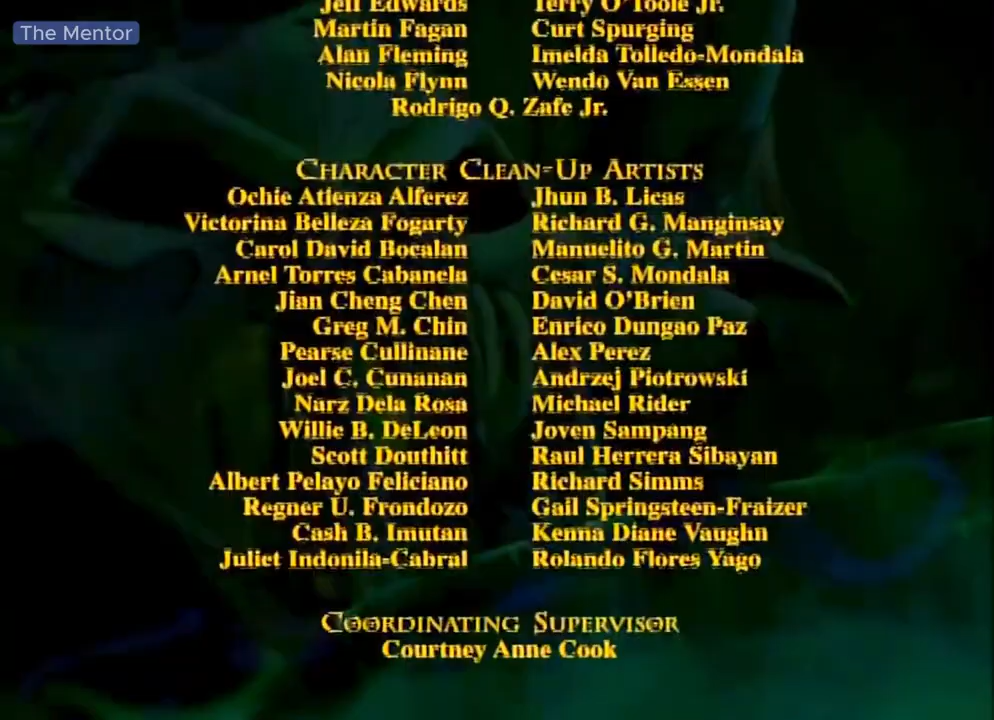 The Mentor
Jeff Edwards Terry O'Toole Jr.
Martin Fagan Curt Spurging
Alan Fleming Imelda Tolledo-Mondala
Nicola Flynn Wendo Van Essen
Rodrigo Q. Zafe Jr.
Character Clean-Up Artists
Ochie Atienza Alferez Jhun B. Licas
Victorina Belleza Fogarty Richard G. Manginsay
Carol David Bocalan Manuelito G. Martin
Arnel Torres Cabanela Cesar S. Mondala
Jian Cheng Chen David O'Brien
Greg M. Chin Enrico Dungao Paz
Pearse Cullinane Alex Perez
Joel C. Cunanan Andrzej Piotrowski
Narz Dela Rosa Michael Rider
Willie B. DeLeon Joven Sampang
Scott Douthitt Raul Herrera Sibayan
Albert Pelayo Feliciano Richard Simms
Regner U. Frondozo Gail Springsteen-Fraizer
Cash B. Imutan Kenna Diane Vaughn
Juliet Indonila-Cabral Rolando Flores Yago
Coordinating Supervisor
Courtney Anne Cook